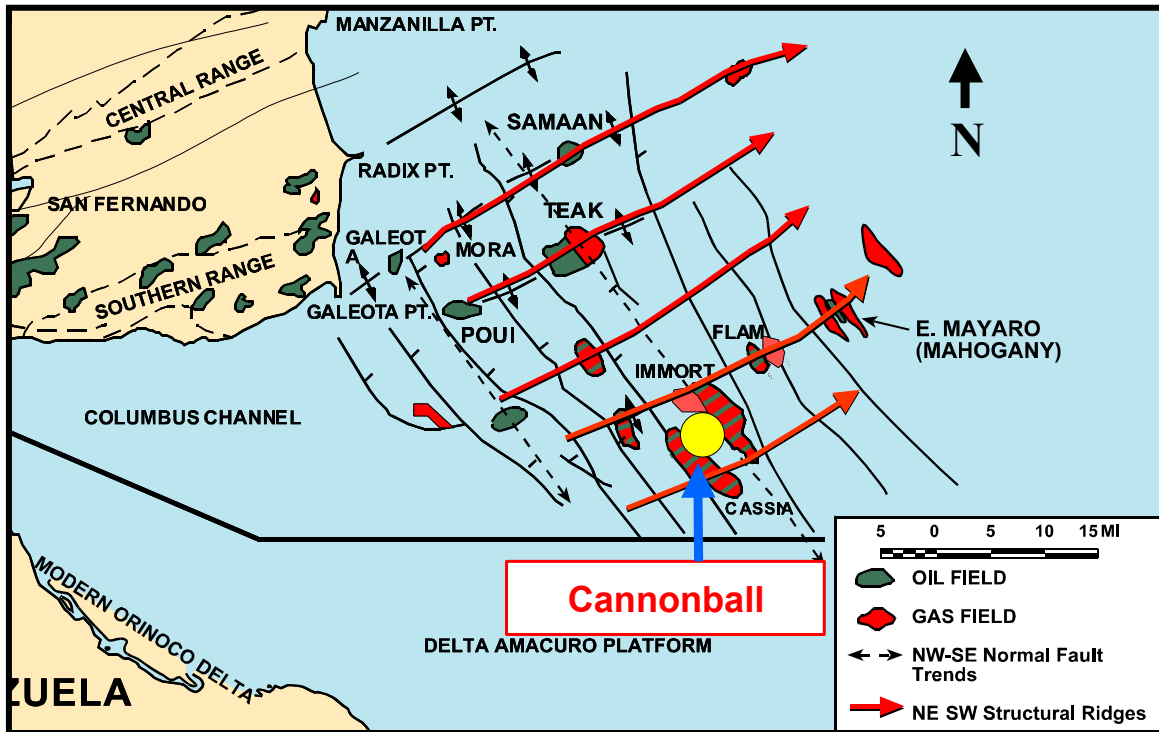 MANZANILLA PT.
CENTRAL RANGE
SAMAAN
N
RADIX PT.
SAN FERNANDO
TEAK
GALEOT
A
MORA
SOUTHERN RANGE
GALEOTA PT.
POUI
FLAM
E. MAYARO
(MAHOGANY)
IMMORT
COLUMBUS CHANNEL
CASSIA
5 0 5 10 15 MI
OIL FIELD
Cannonball
GAS FIELD
MODERN ORINOCO DELTA
DELTA AMACURO PLATFORM
NW-SE Normal Fault
Trends
ZUELA
NE SW Structural Ridges